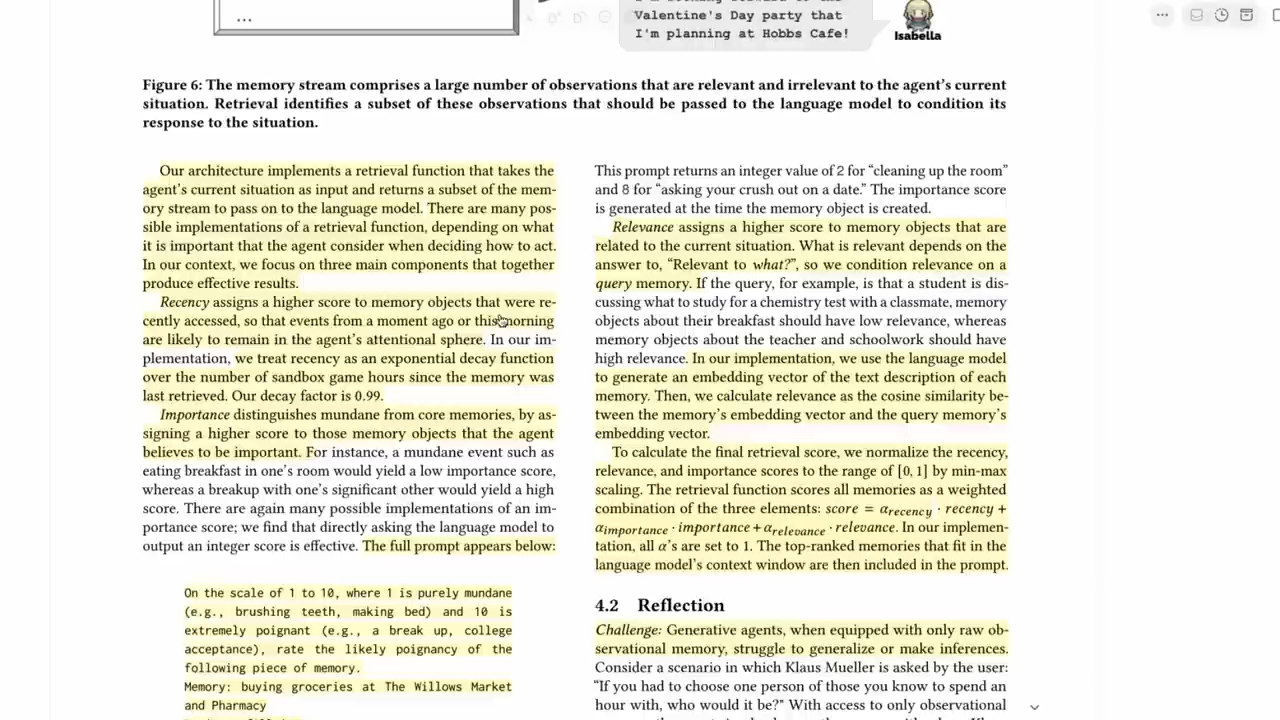 ...
Valentine's Day party that
I'm planning at Hobbs Cafe!
Isabella
Figure 6: The memory stream comprises a large number of observations that are relevant and irrelevant to the agent's current
situation. Retrieval identifies a subset of these observations that should be passed to the language model to condition its
response to the situation.
Our architecture implements a retrieval function that takes the
agent's current situation as input and returns a subset of the mem-
ory stream to pass on to the language model. There are many pos-
sible implementations of a retrieval function, depending on what
it is important that the agent consider when deciding how to act.
In our context, we focus on three main components that together
produce effective results.
Recency assigns a higher score to memory objects that were re-
cently accessed, so that events from a moment ago or this morning
are likely to remain in the agent's attentional sphere. In our im-
plementation, we treat recency as an exponential decay function
over the number of sandbox game hours since the memory was
last retrieved. Our decay factor is 0.99.
Importance distinguishes mundane from core memories, by as-
signing a higher score to those memory objects that the agent
believes to be important. For instance, a mundane event such as
eating breakfast in one's room would yield a low importance score,
whereas a breakup with one's significant other would yield a high
score. There are again many possible implementations of an im-
portance score; we find that directly asking the language model to
output an integer score is effective. The full prompt appears below:
On the scale of 1 to 10, where 1 is purely mundane
(e.g., brushing teeth, making bed) and 10 is
extremely poignant (e.g., a break up, college
acceptance), rate the likely poignancy of the
following piece of memory.
Memory: buying groceries at The Willows Market
and Pharmacy
This prompt returns an integer value of 2 for “cleaning up the room”
and 8 for “asking your crush out on a date.” The importance score
is generated at the time the memory object is created.
Relevance assigns a higher score to memory objects that are
related to the current situation. What is relevant depends on the
answer to, “Relevant to what?”, so we condition relevance on a
query memory. If the query, for example, is that a student is dis-
cussing what to study for a chemistry test with a classmate, memory
objects about their breakfast should have low relevance, whereas
memory objects about the teacher and schoolwork should have
high relevance. In our implementation, we use the language model
to generate an embedding vector of the text description of each
memory. Then, we calculate relevance as the cosine similarity be-
tween the memory's embedding vector and the query memory's
embedding vector.
To calculate the final retrieval score, we normalize the recency,
relevance, and importance scores to the range of [0, 1] by min-max
scaling. The retrieval function scores all memories as a weighted
combination of the three elements: score = αrecency · recency +
αimportance · importance + αrelevance · relevance. In our implemen-
tation, all α's are set to 1. The top-ranked memories that fit in the
language model's context window are then included in the prompt.
4.2 Reflection
Challenge: Generative agents, when equipped with only raw ob-
servational memory, struggle to generalize or make inferences.
Consider a scenario in which Klaus Mueller is asked by the user:
“If you had to choose one person of those you know to spend an
hour with, who would it be?” With access to only observational